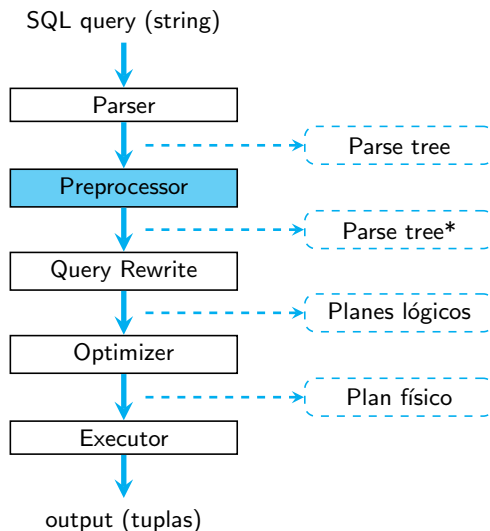 SQL query (string)
Parser
Parse tree
Preprocessor
Parse tree*
Query Rewrite
Planes lógicos
Optimizer
Plan físico
Executor
output (tuplas)